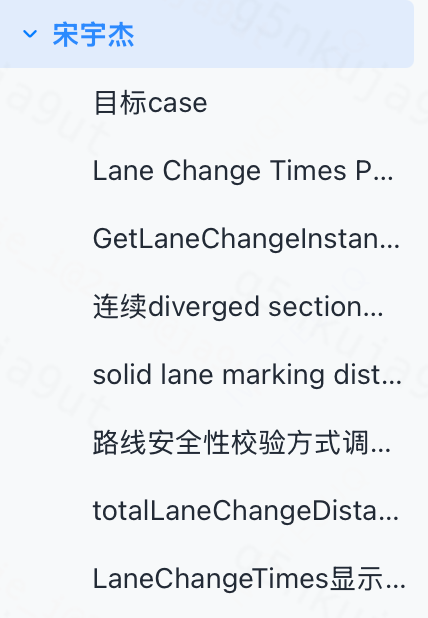 宋宇杰
目标case
Lane Change Times P...
GetLaneChangeInstan...
连续diverged section...
solid lane marking dist...
路线安全性校验方式调...
totalLaneChangeDista...
LaneChangeTimes显示...